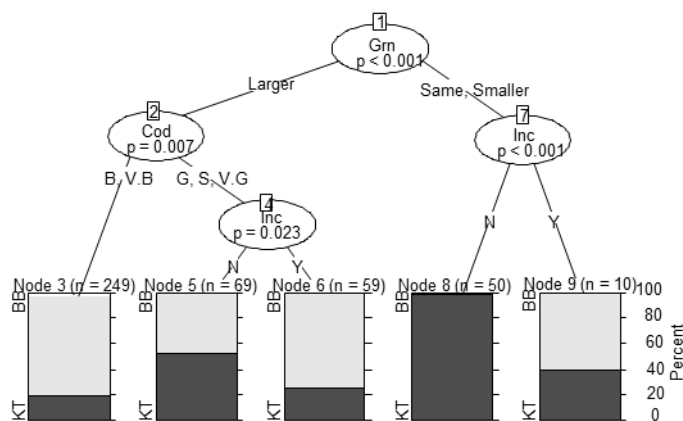 1
Grn
p < 0.001
Larger
Same, Smaller
2
Cod
p = 0.007
7
Inc
p < 0.001
B, V.B
G, S, V.G
4
Inc
p = 0.023
N
Y
N
Y
Node 3 (n = 249)
Node 5 (n = 69)
Node 6 (n = 59)
Node 8 (n = 50)
Node 9 (n = 10)
BB
KT
BB
KT
BB
KT
BB
KT
BB
KT
100
80
60
40
20
0
Percent